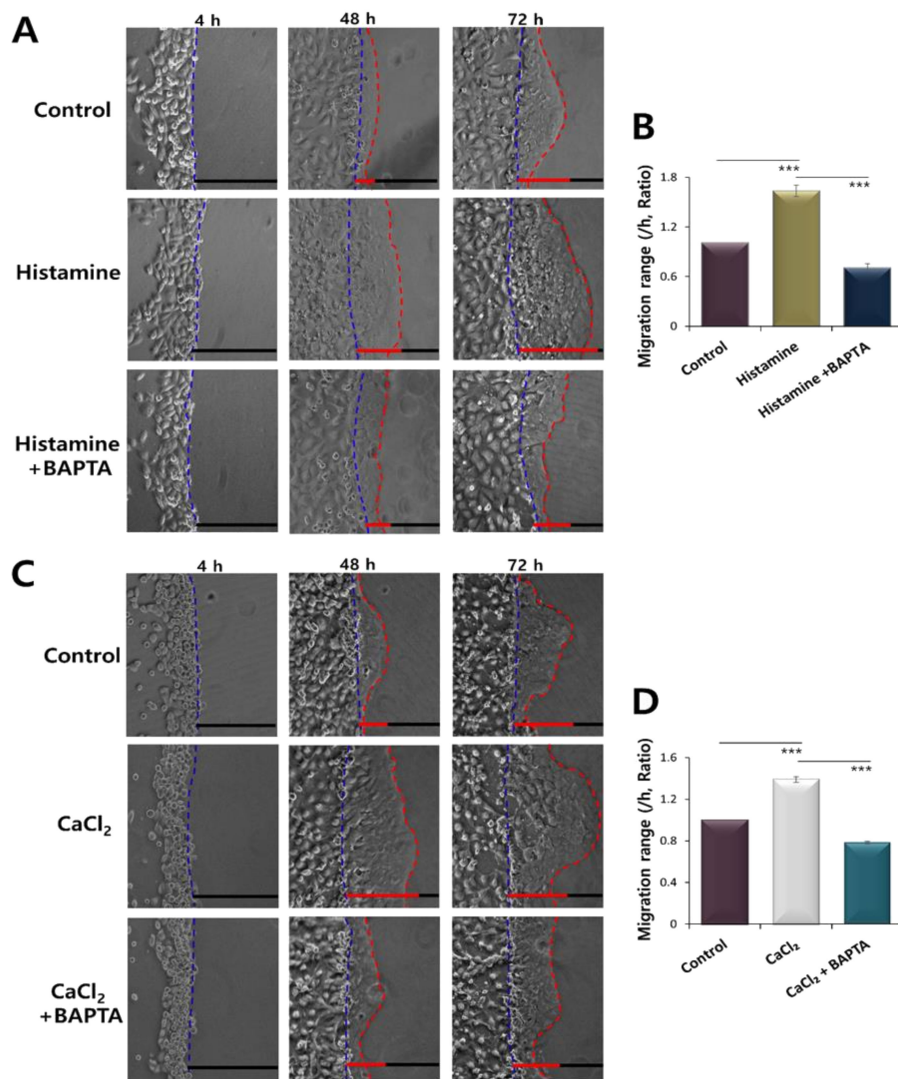 A
4 h
48 h
72 h
Control
Histamine
Histamine
+BAPTA
B
Migration range (/h, Ratio)
1.8
1.2
0.6
0
***
***
Control
Histamine
Histamine +BAPTA
C
4 h
48 h
72 h
Control
CaCl₂
CaCl₂
+BAPTA
D
Migration range (/h, Ratio)
1.6
1.2
0.8
0.4
0
***
***
Control
CaCl₂
CaCl₂ + BAPTA